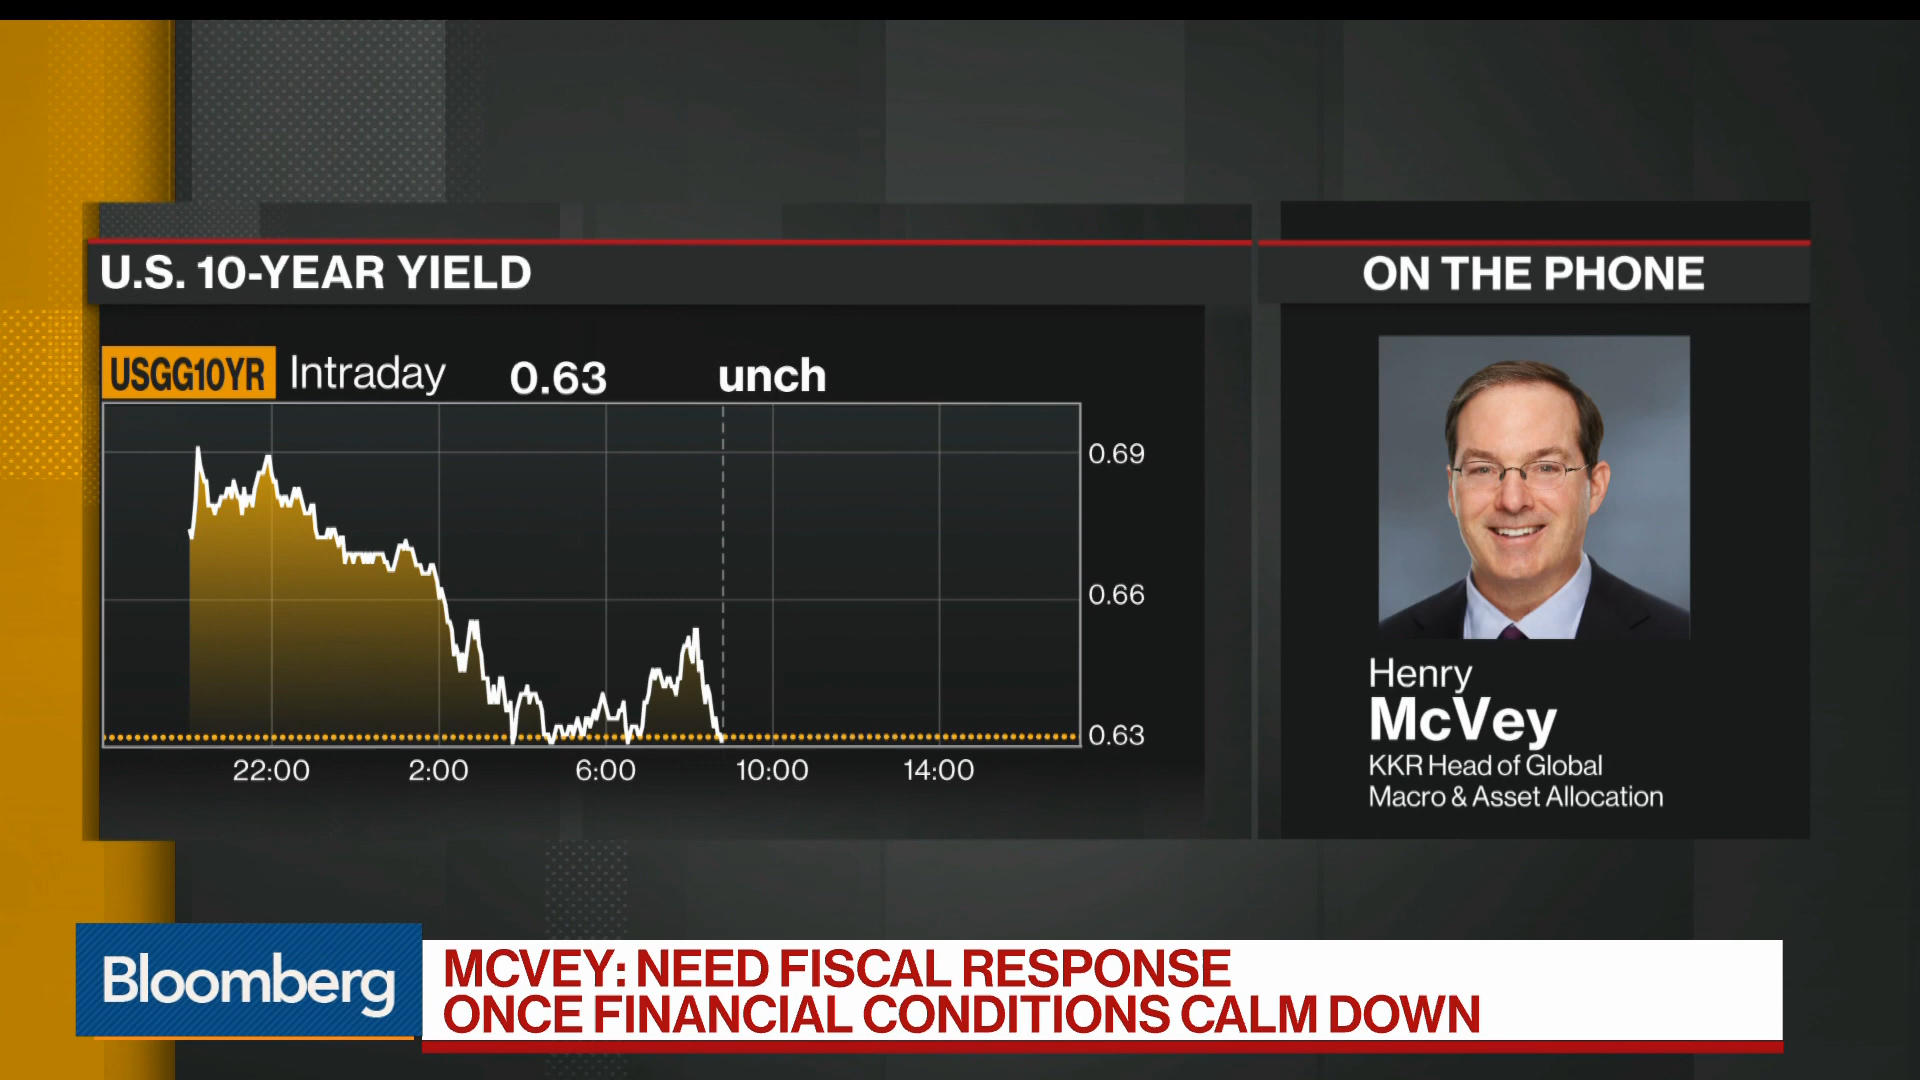 U.S. 10-YEAR YIELD
USGG10YR Intraday 0.63 unch
0.69
0.66
0.63
22:00 2:00 6:00 10:00 14:00
ON THE PHONE
Henry
McVey
KKR Head of Global
Macro & Asset Allocation
Bloomberg
MCVEY: NEED FISCAL RESPONSE
ONCE FINANCIAL CONDITIONS CALM DOWN